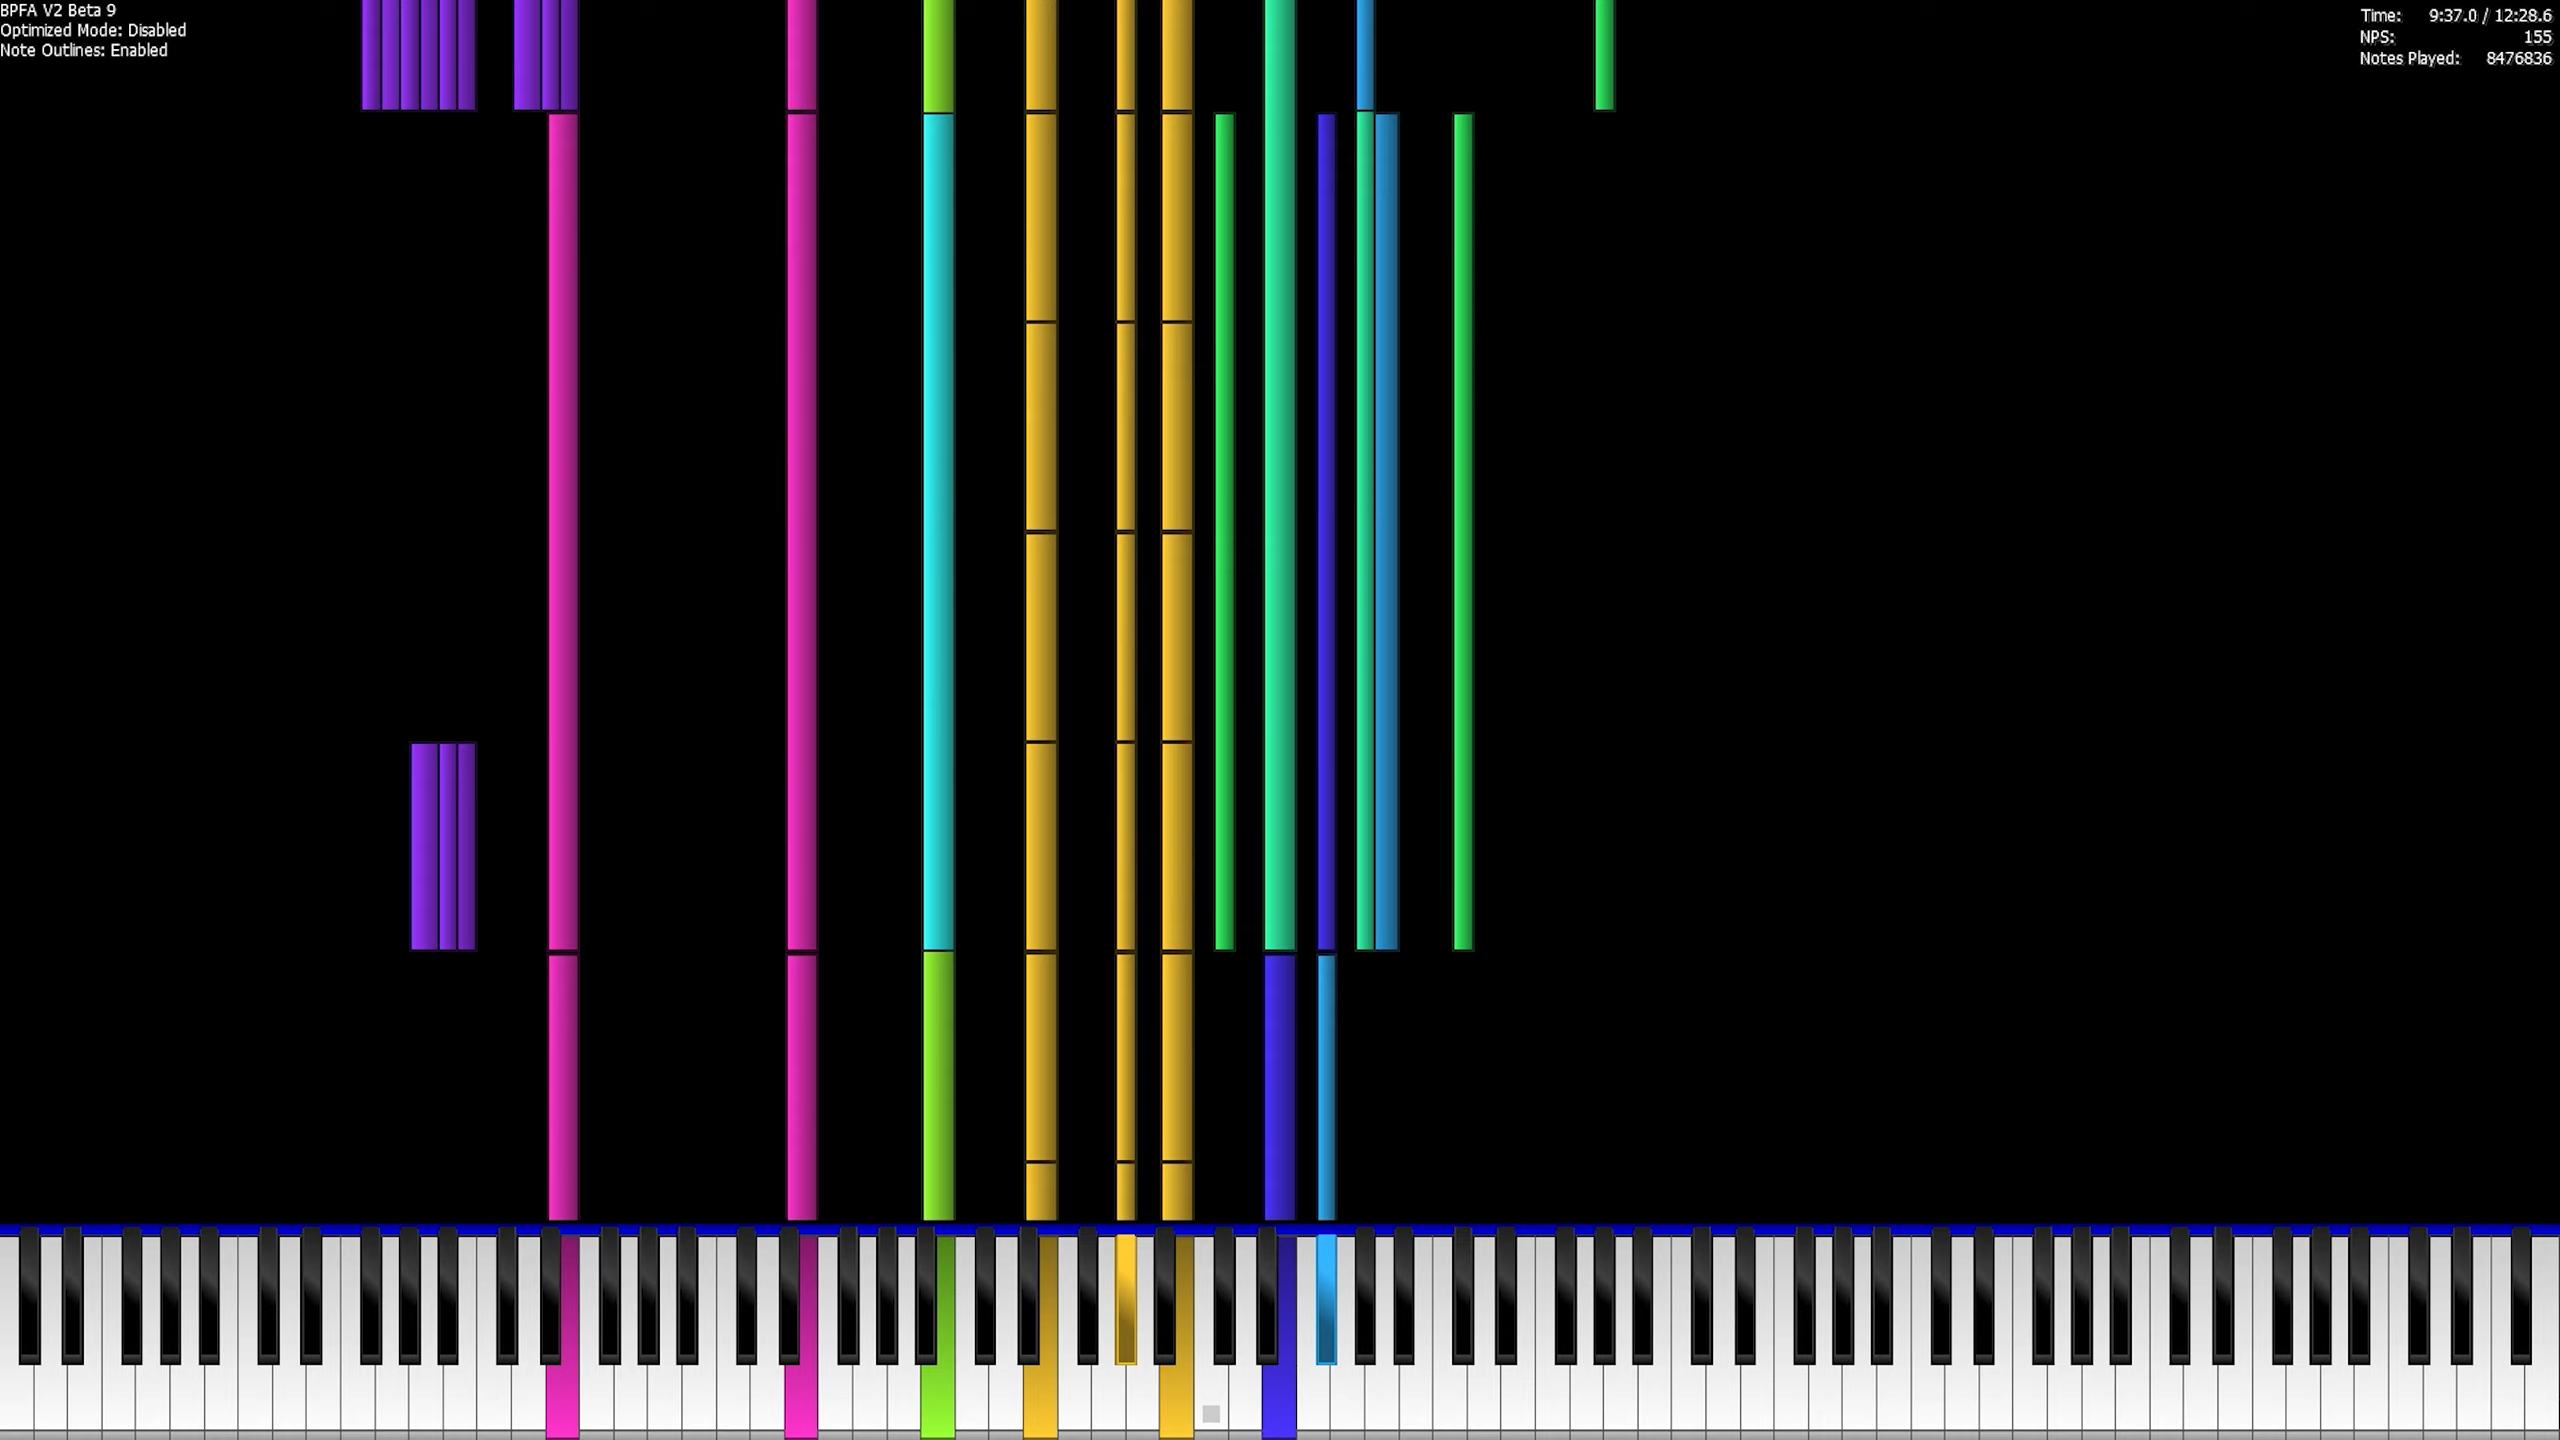 BPFA V2 Beta 9
Optimized Mode: Disabled
Note Outlines: Enabled
Time: 9:37.0 / 12:28.6
NPS: 155
Notes Played: 8476836